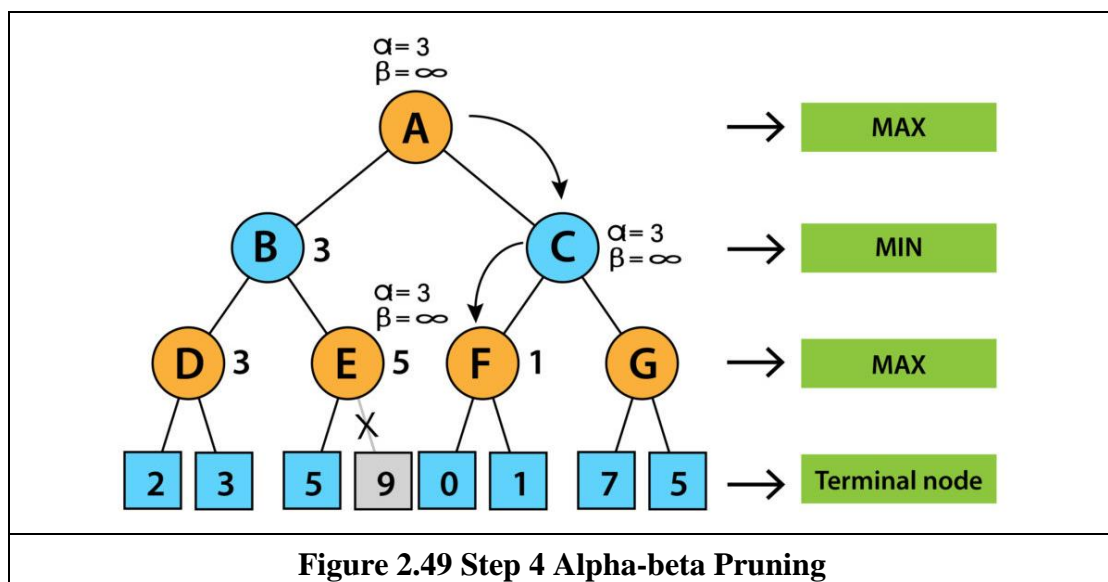 α= 3
β= ∞
A
MAX
B 3
C
α= 3
β= ∞
MIN
α= 3
β= ∞
D 3
E 5
F 1
G
MAX
X
2 3 5 9 0 1 7 5
Terminal node
Figure 2.49 Step 4 Alpha-beta Pruning